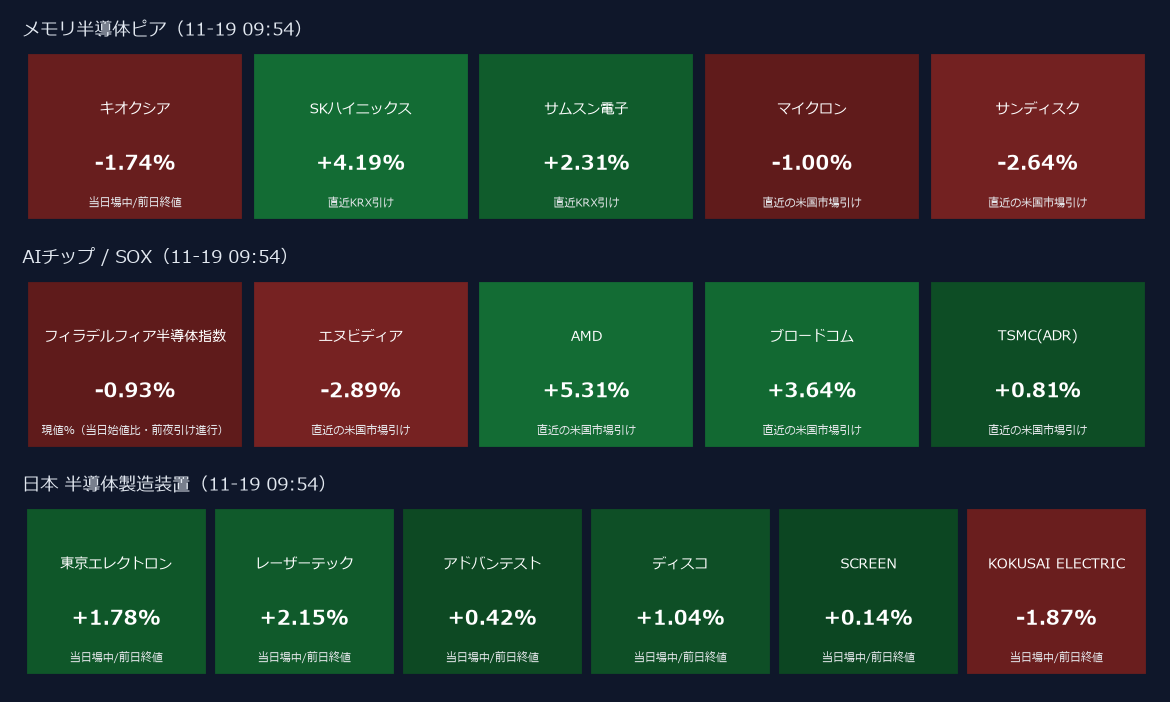 メモリ半導体ピア（11-19 09:54）
キオクシア
-1.74%
当日場中/前日終値
SKハイニックス
+4.19%
直近KRX引け
サムスン電子
+2.31%
直近KRX引け
マイクロン
-1.00%
直近の米国市場引け
サンディスク
-2.64%
直近の米国市場引け
AIチップ / SOX（11-19 09:54）
フィラデルフィア半導体指数
-0.93%
現値%（当日始値比・前夜引け進行）
エヌビディア
-2.89%
直近の米国市場引け
AMD
+5.31%
直近の米国市場引け
ブロードコム
+3.64%
直近の米国市場引け
TSMC(ADR)
+0.81%
直近の米国市場引け
日本 半導体製造装置（11-19 09:54）
東京エレクトロン
+1.78%
当日場中/前日終値
レーザーテック
+2.15%
当日場中/前日終値
アドバンテスト
+0.42%
当日場中/前日終値
ディスコ
+1.04%
当日場中/前日終値
SCREEN
+0.14%
当日場中/前日終値
KOKUSAI ELECTRIC
-1.87%
当日場中/前日終値